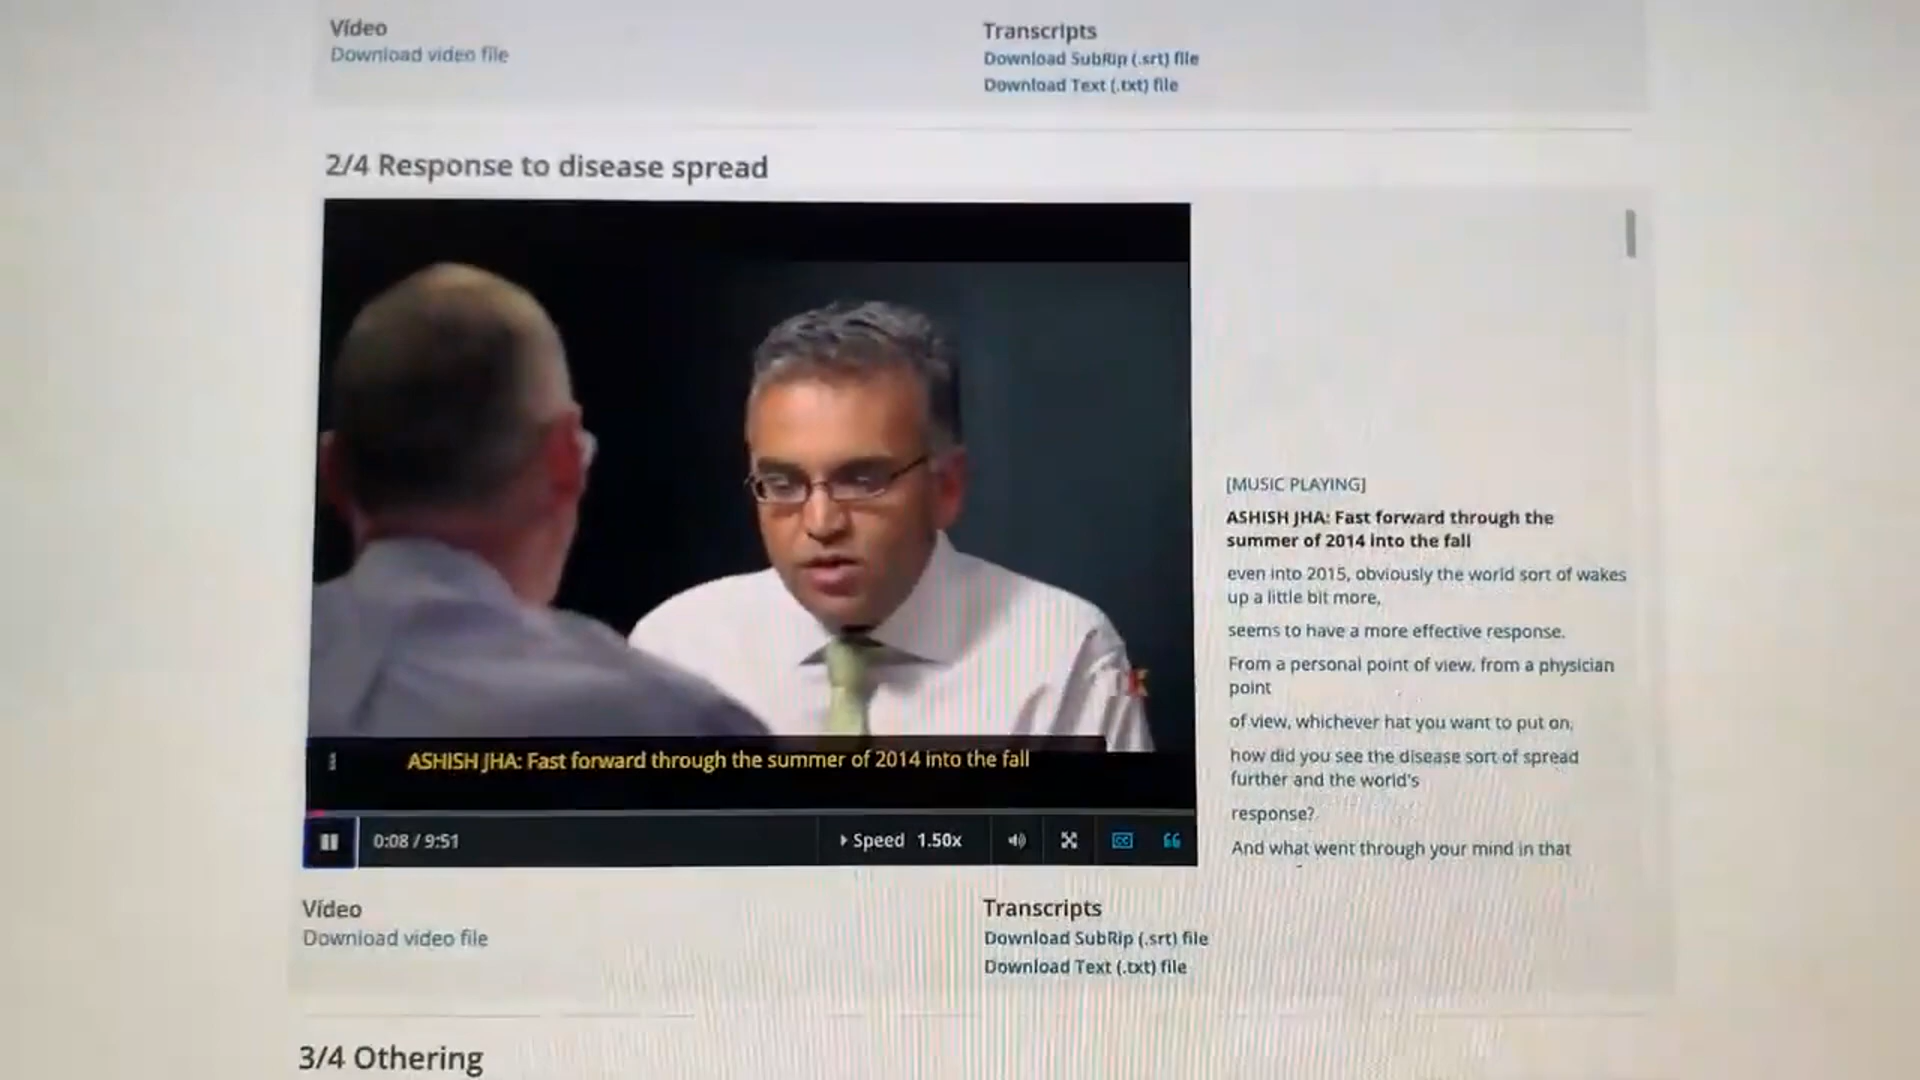 Video
Download video file
Transcripts
Download SubRip (.srt) file
Download Text (.txt) file
2/4 Response to disease spread
[MUSIC PLAYING]
ASHISH JHA: Fast forward through the
summer of 2014 into the fall
even into 2015, obviously the world sort of wakes
up a little bit more,
seems to have a more effective response.
From a personal point of view, from a physician
point
of view, whichever hat you want to put on,
how did you see the disease sort of spread
further and the world's
response?
And what went through your mind in that
ASHISH JHA: Fast forward through the summer of 2014 into the fall
0:08 / 9:51
Speed 1.50x
CC
Video
Download video file
Transcripts
Download SubRip (.srt) file
Download Text (.txt) file
3/4 Othering